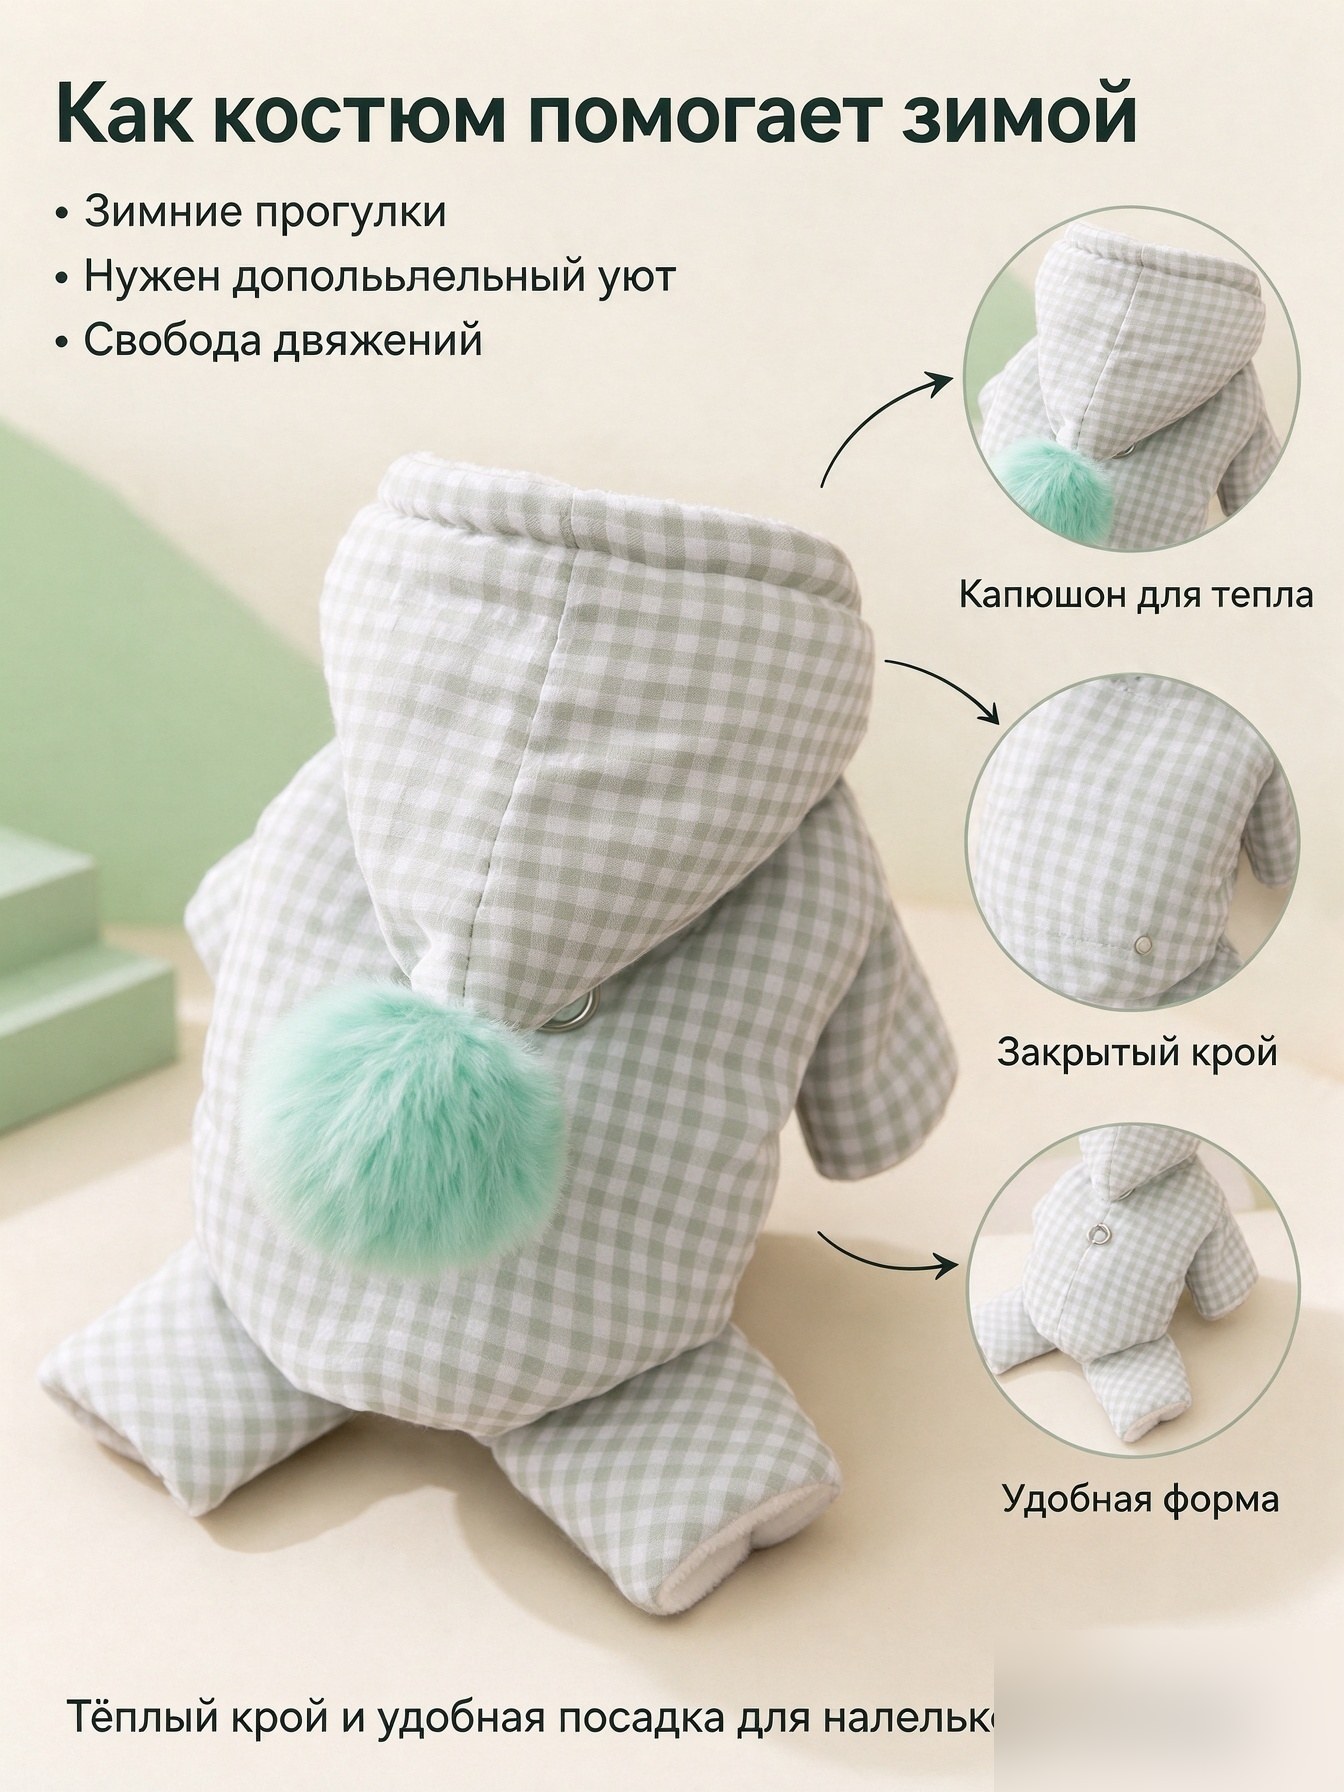 Как костюм помогает зимой
• Зимние прогулки
• Нужен дополььлельный уют
• Свобода двяжений
Капюшон для тепла
Закрытый крой
Удобная форма
Тёплый крой и удобная посадка для